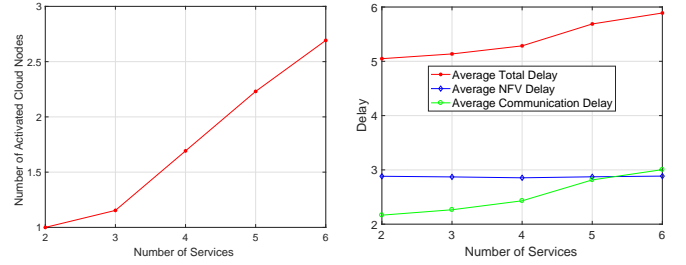 3
2.5
2
1.5
1
2 3 4 5 6
Number of Activated Cloud Nodes
Number of Services
6
5
4
3
2
2 3 4 5 6
Delay
Number of Services
Average Total Delay
Average NFV Delay
Average Communication Delay